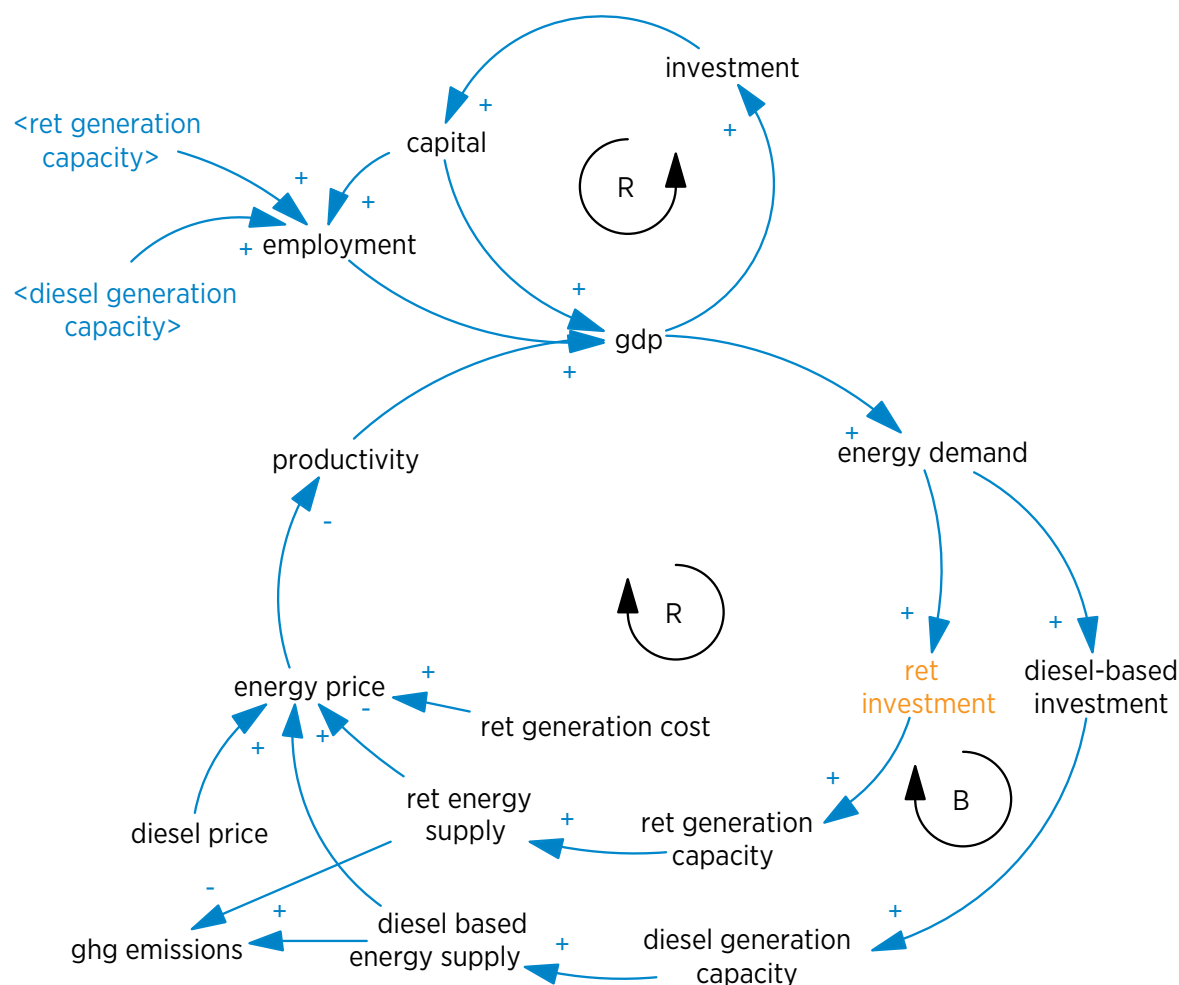 investment
+
<ret generation
capacity>
+
capital
+
R
+
+
employment
+
<diesel generation
capacity>
+
gdp
+
+
energy demand
productivity
-
R
+
+
ret
investment
diesel-based
investment
energy price
+
-
ret generation cost
+
+
diesel price
ret energy
supply
+
+
ret generation
capacity
B
-
+
ghg emissions
diesel based
energy supply
+
+
diesel generation
capacity